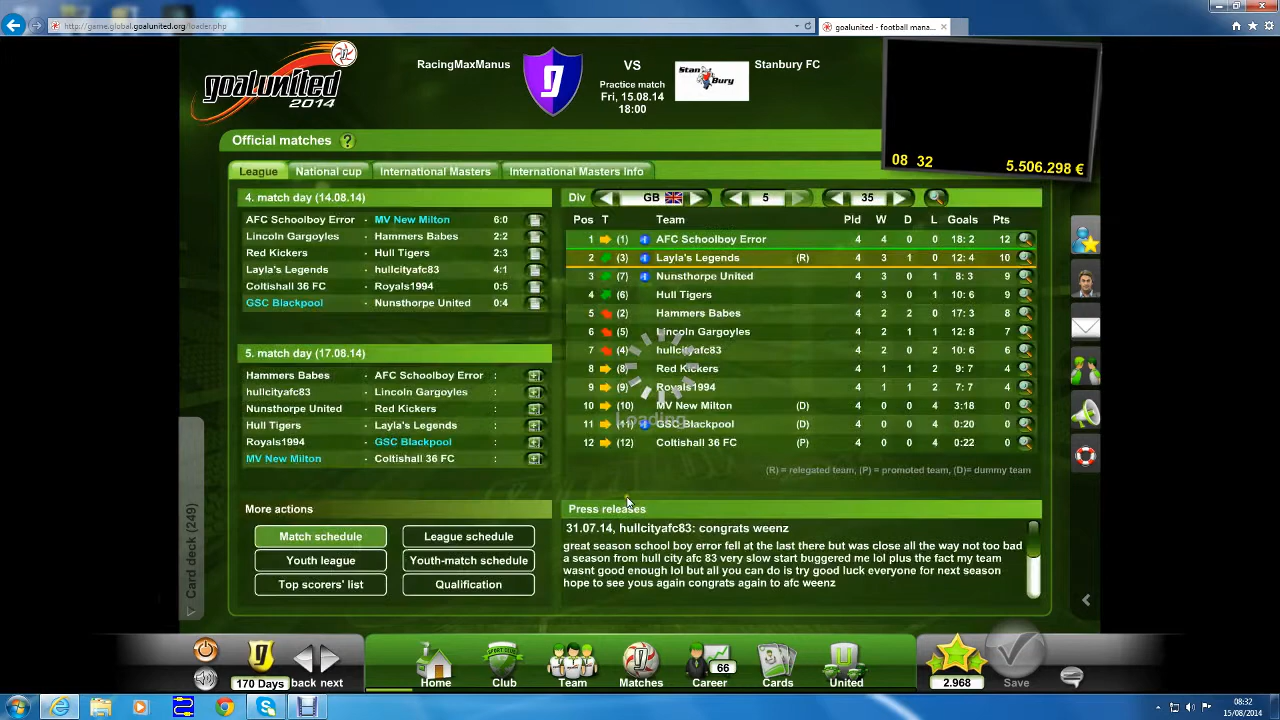 http://game.global.goalunited.org/loader.php
goalunited - football mana...
goalunited
2014
RacingMaxManus
VS
Practice match
Fri, 15.08.14
18:00
Stan Bury
Stanbury FC
08 32
5.506.298 €
Official matches ?
League National cup International Masters International Masters Info
4. match day (14.08.14)
AFC Schoolboy Error - MV New Milton 6:0
Lincoln Gargoyles - Hammers Babes 2:2
Red Kickers - Hull Tigers 2:3
Layla's Legends - hullcityafc83 4:1
Coltishall 36 FC - Royals1994 0:5
GSC Blackpool - Nunsthorpe United 0:4
5. match day (17.08.14)
Hammers Babes - AFC Schoolboy Error :
hullcityafc83 - Lincoln Gargoyles :
Nunsthorpe United - Red Kickers :
Hull Tigers - Layla's Legends :
Royals1994 - GSC Blackpool :
MV New Milton - Coltishall 36 FC :
Div GB 5 35
Pos T Team Pld W D L Goals Pts
1 (1) AFC Schoolboy Error 4 4 0 0 18: 2 12
2 (3) Layla's Legends (R) 4 3 1 0 12: 4 10
3 (7) Nunsthorpe United 4 3 0 1 8: 3 9
4 (6) Hull Tigers 4 3 0 1 10: 6 9
5 (2) Hammers Babes 4 2 2 0 17: 3 8
6 (5) Lincoln Gargoyles 4 2 1 1 12: 8 7
7 (4) hullcityafc83 4 2 0 2 10: 6 6
8 (8) Red Kickers 4 1 1 2 9: 7 4
9 (9) Royals1994 4 1 1 2 7: 7 4
10 (10) MV New Milton (D) 4 0 0 4 3:18 0
11 (11) GSC Blackpool (D) 4 0 0 4 0:20 0
12 (12) Coltishall 36 FC (P) 4 0 0 4 0:22 0
Loading
(R) = relegated team, (P) = promoted team, (D)= dummy team
More actions
Match schedule League schedule
Youth league Youth-match schedule
Top scorers' list Qualification
Press releases
31.07.14, hullcityafc83: congrats weenz
great season school boy error fell at the last there but was close all the way not too bad
a season from hull city afc 83 very slow start buggered me lol plus the fact my team
wasnt good enough lol but all you can do is try good luck everyone for next season
hope to see yous again congrats again to afc weenz
Card deck (249)
170 Days back next
Home Club Team Matches Career 66 Cards United
2.968 Save
08:32
15/08/2014